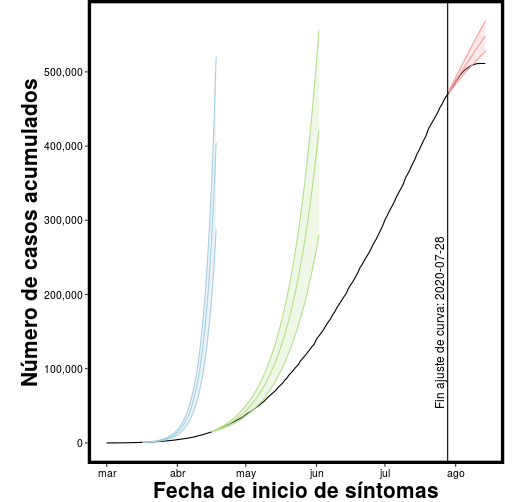 Número de casos acumulados
500,000
400,000
300,000
200,000
100,000
0
Fin ajuste de curva: 2020-07-28
mar abr may jun jul ago
Fecha de inicio de síntomas